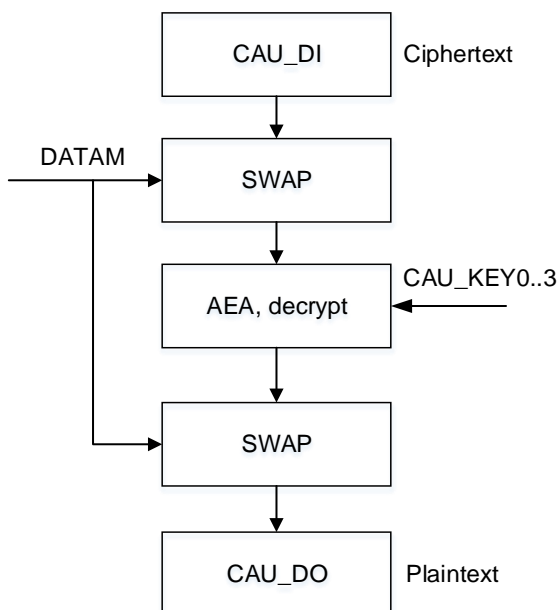 CAU_DI
Ciphertext
DATAM
SWAP
CAU_KEY0..3
AEA, decrypt
SWAP
CAU_DO
Plaintext